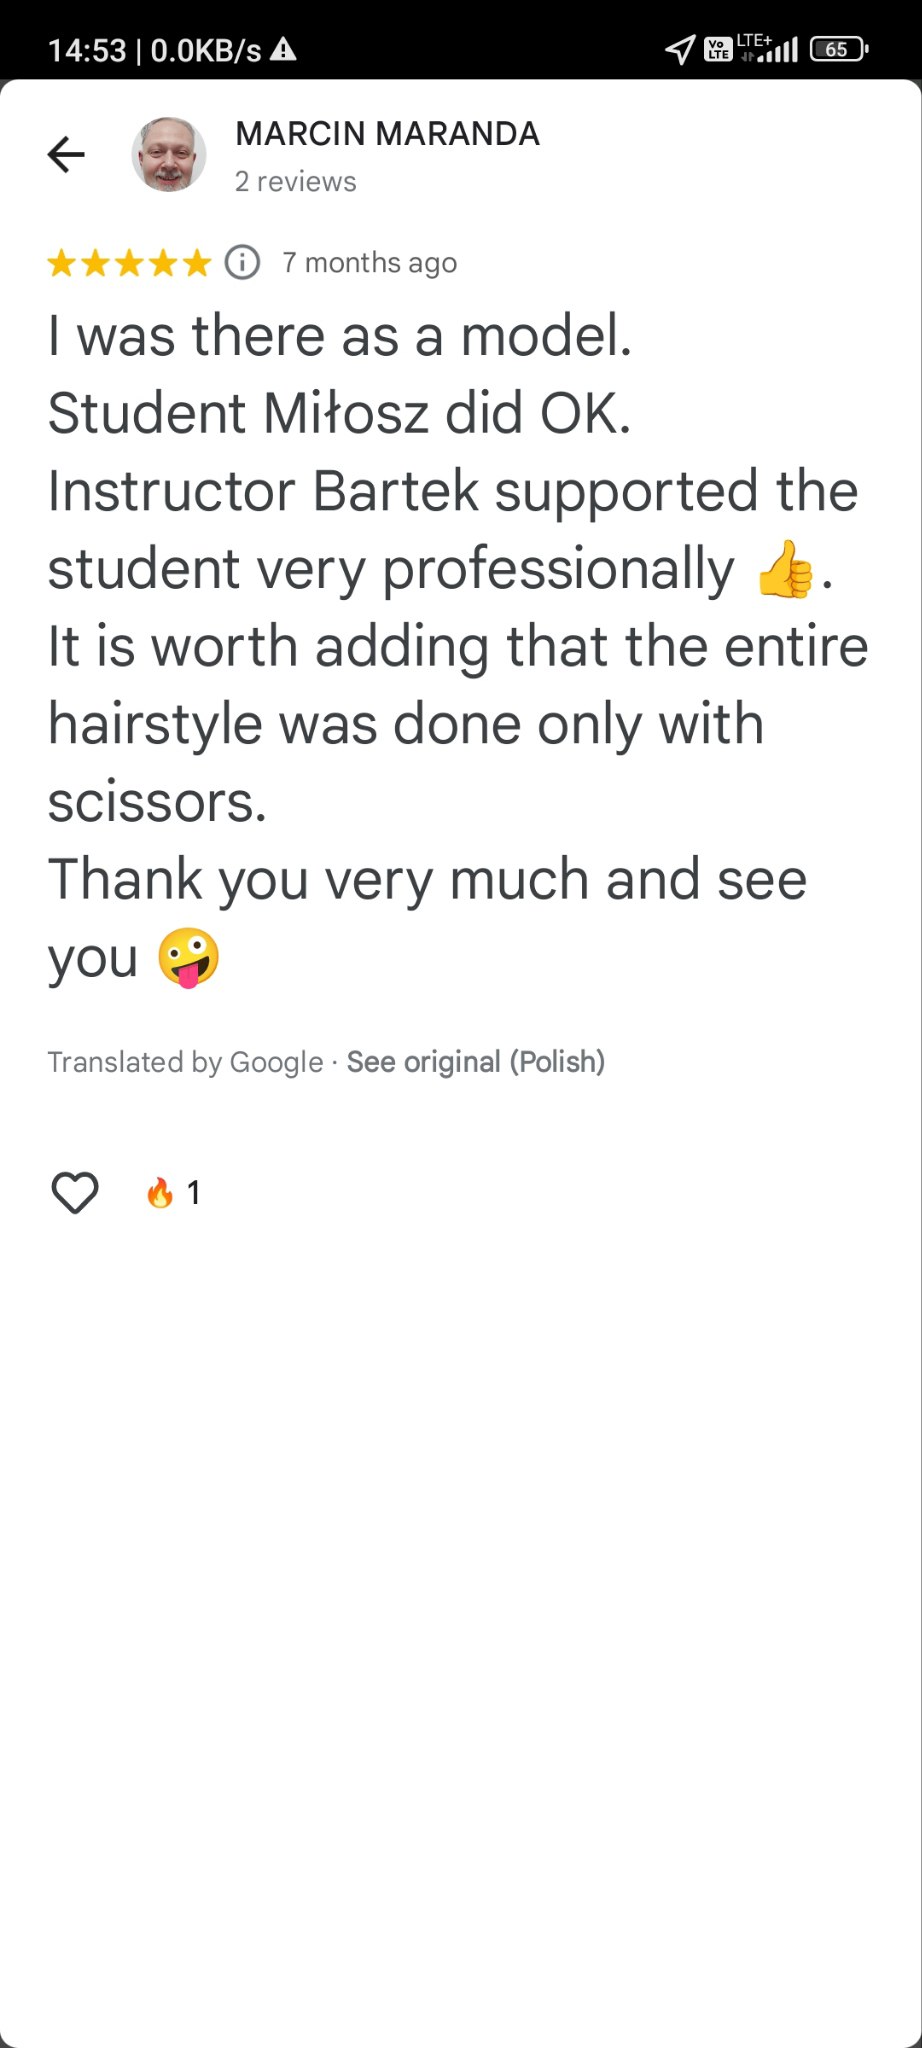 14:53 | 0.0KB/s
Vo LTE LTE+ 65
MARCIN MARANDA
2 reviews
7 months ago
I was there as a model.
Student Miłosz did OK.
Instructor Bartek supported the
student very professionally 👍.
It is worth adding that the entire
hairstyle was done only with
scissors.
Thank you very much and see
you 🤪
Translated by Google · See original (Polish)
🔥 1